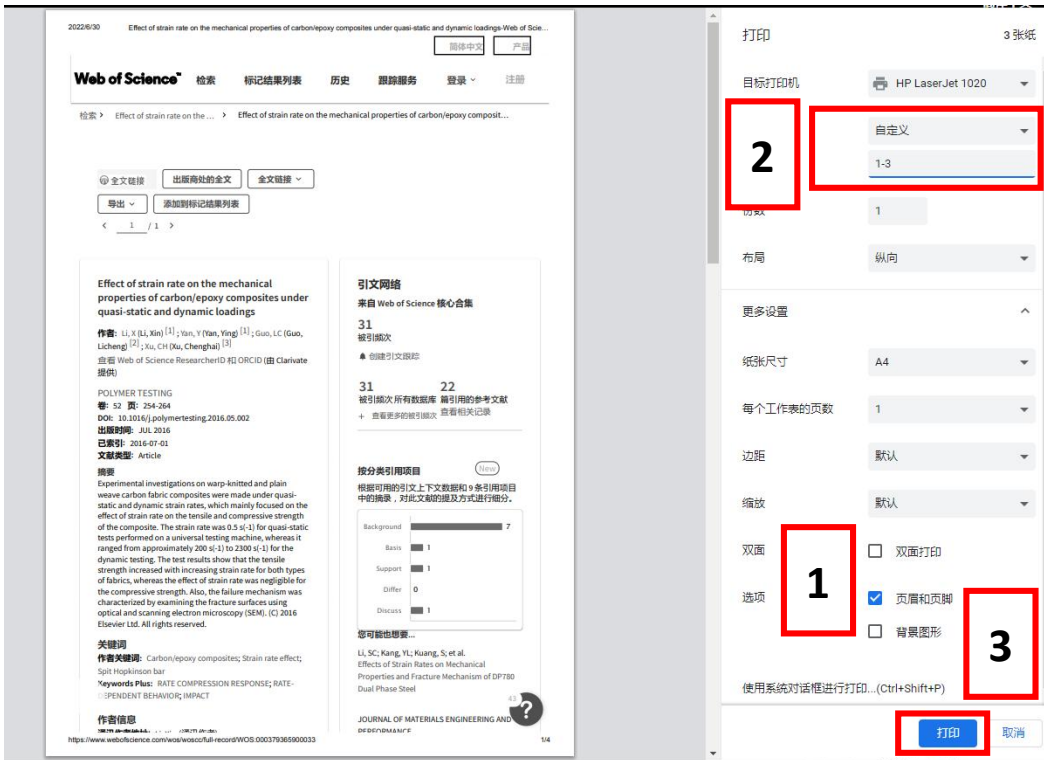 2022/6/30 Effect of strain rate on the mechanical properties of carbon/epoxy composites under quasi-static and dynamic loadings-Web of Scie...
简体中文 产品
Web of Science™ 检索 标记结果列表 历史 跟踪服务 登录 注册
检索 > Effect of strain rate on the ... > Effect of strain rate on the mechanical properties of carbon/epoxy composit...
全文链接 出版商处的全文 全文链接
导出 添加到标记结果列表
< 1 / 1 >
Effect of strain rate on the mechanical
properties of carbon/epoxy composites under
quasi-static and dynamic loadings
作者: Li, X (Li, Xin) [1] ; Yan, Y (Yan, Ying) [1] ; Guo, LC (Guo,
Licheng) [2] ; Xu, CH (Xu, Chenghai) [3]
查看 Web of Science ResearcherID 和 ORCID (由 Clarivate
提供)
POLYMER TESTING
卷: 52 页: 254-264
DOI: 10.1016/j.polymertesting.2016.05.002
出版时间: JUL 2016
已索引: 2016-07-01
文献类型: Article
摘要
Experimental investigations on warp-knitted and plain
weave carbon fabric composites were made under quasi-
static and dynamic strain rates, which mainly focused on the
effect of strain rate on the tensile and compressive strength
of the composite. The strain rate was 0.5 s(-1) for quasi-static
tests performed on a universal testing machine, whereas it
ranged from approximately 200 s(-1) to 2300 s(-1) for the
dynamic testing. The test results show that the tensile
strength increased with increasing strain rate for both types
of fabrics, whereas the effect of strain rate was negligible for
the compressive strength. Also, the failure mechanism was
characterized by examining the fracture surfaces using
optical and scanning electron microscopy (SEM). (C) 2016
Elsevier Ltd. All rights reserved.
关键词
作者关键词: Carbon/epoxy composites; Strain rate effect;
Spit Hopkinson bar
Keywords Plus: RATE COMPRESSION RESPONSE; RATE-
DEPENDENT BEHAVIOR; IMPACT
作者信息
引文网络
来自 Web of Science 核心合集
31
被引频次
创建引文跟踪
31 22
被引频次所有数据库 篇引用的参考文献
+ 查看更多的被引频次 查看相关记录
按分类引用项目 New
根据可用的引文上下文数据和 9 条引用项目
中的摘录，对此文献的提及方式进行细分。
Background 7
Basis 1
Support 1
Differ 0
Discuss 1
您可能也想要...
Li, SC; Kang, YL; Kuang, S; et al.
Effects of Strain Rates on Mechanical
Properties and Fracture Mechanism of DP780
Dual Phase Steel
43
?
JOURNAL OF MATERIALS ENGINEERING AND
PERFORMANCE
https://www.webofscience.com/wos/woscc/full-record/WOS:000379365900033 1/4
打印 3 张纸
目标打印机 HP LaserJet 1020
2
自定义
1-3
份数 1
布局 纵向
更多设置
纸张尺寸 A4
每个工作表的页数 1
边距 默认
缩放 默认
双面 双面打印
1
选项 页眉和页脚
背景图形
3
使用系统对话框进行打印...(Ctrl+Shift+P)
打印 取消